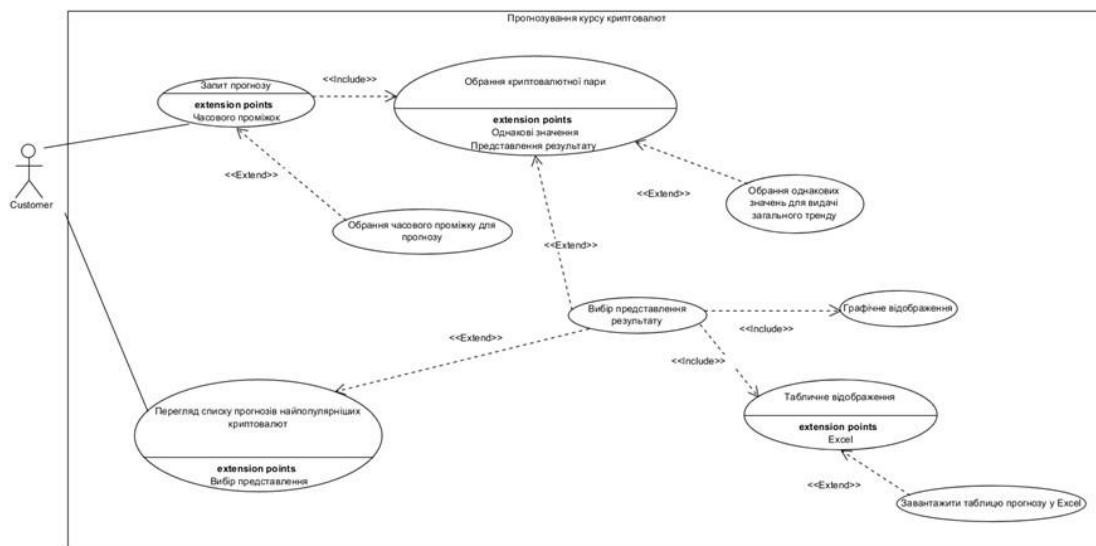 Прогнозування курсу криптовалют
Запит прогнозу
extension points
Часового проміжок
<<Include>>
Обрання криптовалютної пари
extension points
Однакові значення
Представлення результату
Customer
<<Extend>>
Обрання часового проміжку для
прогнозу
<<Extend>>
Обрання однакових
значень для видачі
загального тренду
<<Extend>>
Вибір представлення
результату
<<Include>>
Графічне відображення
<<Extend>>
<<Include>>
Перегляд списку прогнозів найпопулярніших
криптовалют
extension points
Вибір представлення
Табличне відображення
extension points
Excel
<<Extend>>
Завантажити таблицю прогнозу у Excel